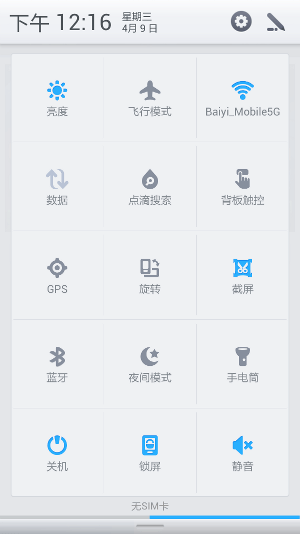 下午 12:16
星期三
4月 9 日
亮度
飞行模式
Baiyi_Mobile5G
数据
点滴搜索
背板触控
GPS
旋转
截屏
蓝牙
夜间模式
手电筒
关机
锁屏
静音
无SIM卡